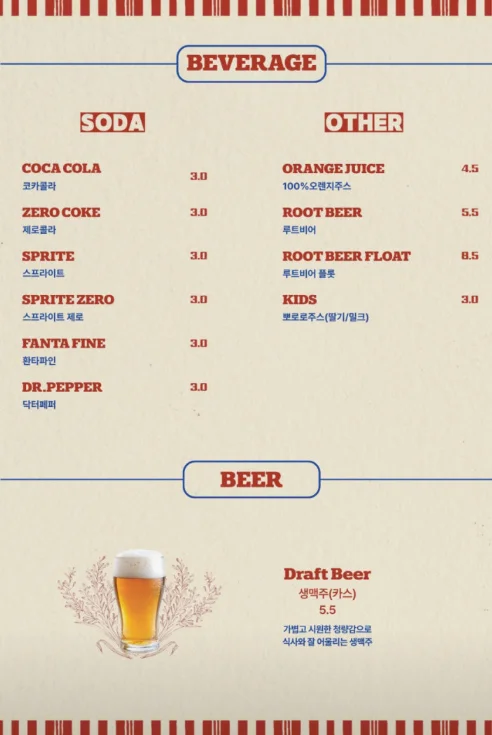 BEVERAGE
SODA
COCA COLA 3.0
코카콜라
ZERO COKE 3.0
제로콜라
SPRITE 3.0
스프라이트
SPRITE ZERO 3.0
스프라이트 제로
FANTA FINE 3.0
환타파인
DR.PEPPER 3.0
닥터페퍼
OTHER
ORANGE JUICE 4.5
100%오렌지주스
ROOT BEER 5.5
루트비어
ROOT BEER FLOAT 8.5
루트비어 플롯
KIDS 3.0
뽀로로주스(딸기/밀크)
BEER
Draft Beer
생맥주(카스)
5.5
가볍고 시원한 청량감으로
식사와 잘 어울리는 생맥주